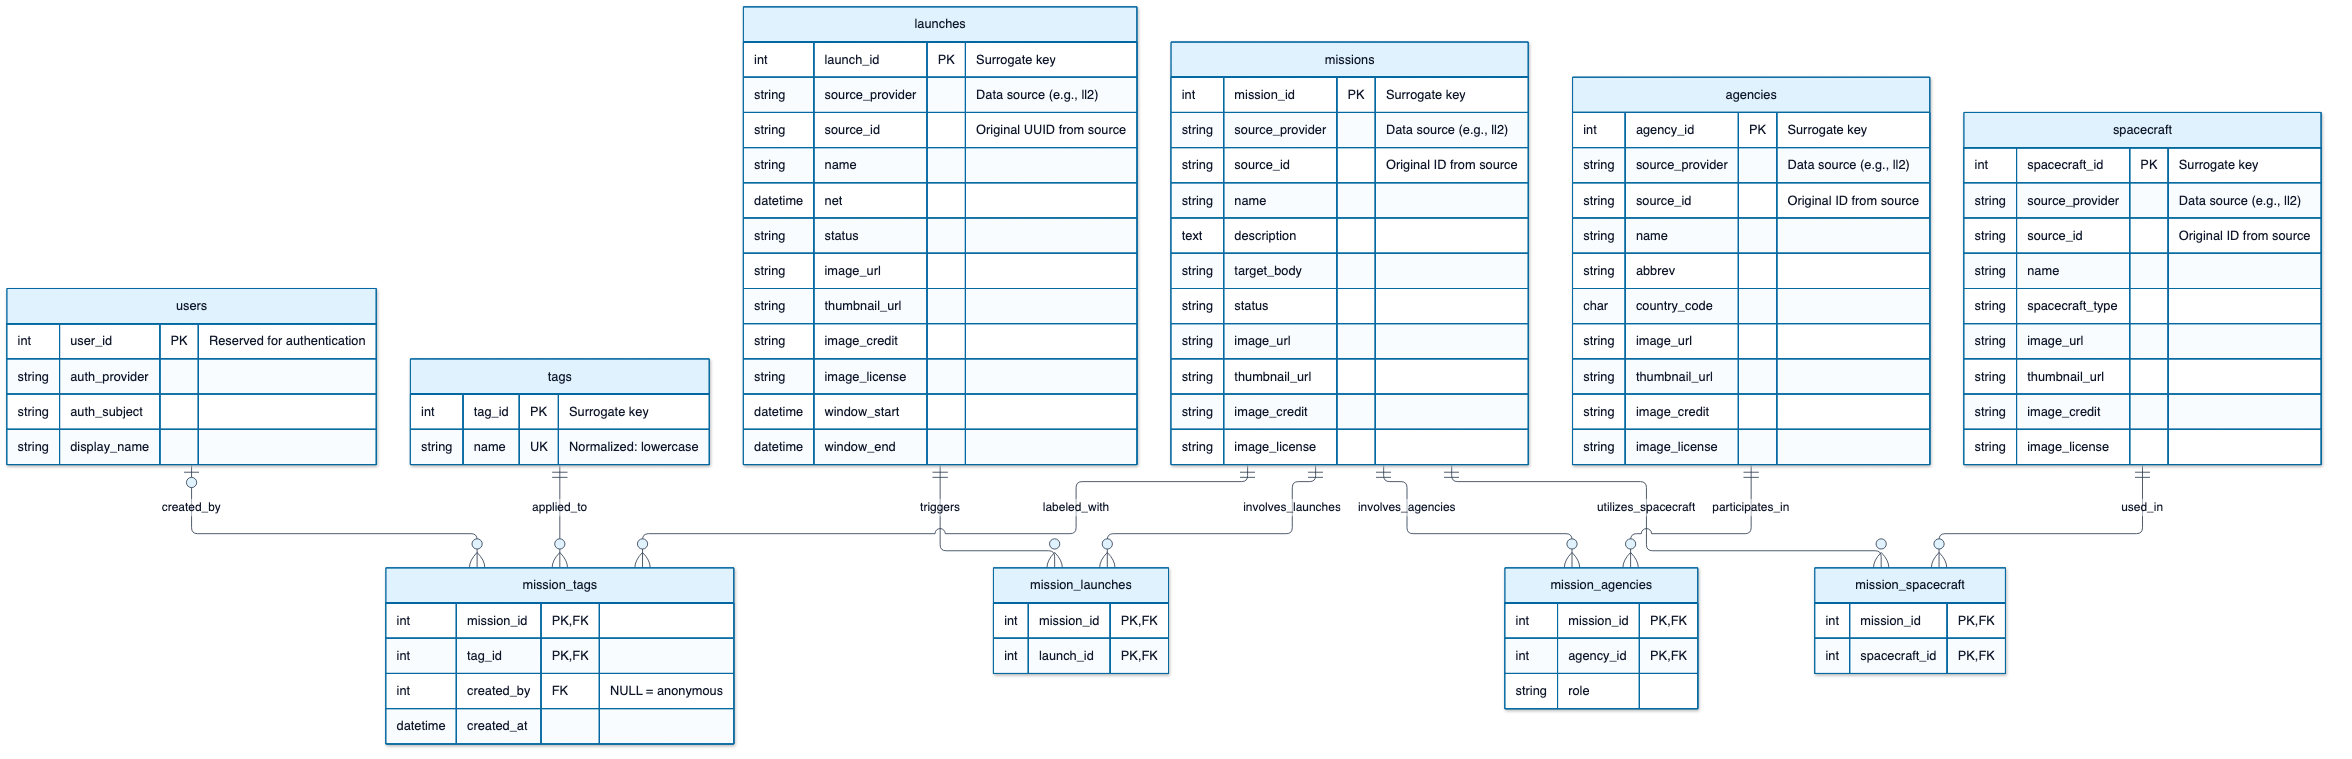 launches
int launch_id PK Surrogate key
string source_provider Data source (e.g., ll2)
string source_id Original UUID from source
string name
datetime net
string status
string image_url
string thumbnail_url
string image_credit
string image_license
datetime window_start
datetime window_end
missions
int mission_id PK Surrogate key
string source_provider Data source (e.g., ll2)
string source_id Original ID from source
string name
text description
string target_body
string status
string image_url
string thumbnail_url
string image_credit
string image_license
agencies
int agency_id PK Surrogate key
string source_provider Data source (e.g., ll2)
string source_id Original ID from source
string name
string abbrev
char country_code
string image_url
string thumbnail_url
string image_credit
string image_license
spacecraft
int spacecraft_id PK Surrogate key
string source_provider Data source (e.g., ll2)
string source_id Original ID from source
string name
string spacecraft_type
string image_url
string thumbnail_url
string image_credit
string image_license
users
int user_id PK Reserved for authentication
string auth_provider
string auth_subject
string display_name
tags
int tag_id PK Surrogate key
string name UK Normalized: lowercase
created_by
applied_to
triggers
labeled_with
involves_launches
involves_agencies
utilizes_spacecraft
participates_in
used_in
mission_tags
int mission_id PK,FK
int tag_id PK,FK
int created_by FK NULL = anonymous
datetime created_at
mission_launches
int mission_id PK,FK
int launch_id PK,FK
mission_agencies
int mission_id PK,FK
int agency_id PK,FK
string role
mission_spacecraft
int mission_id PK,FK
int spacecraft_id PK,FK